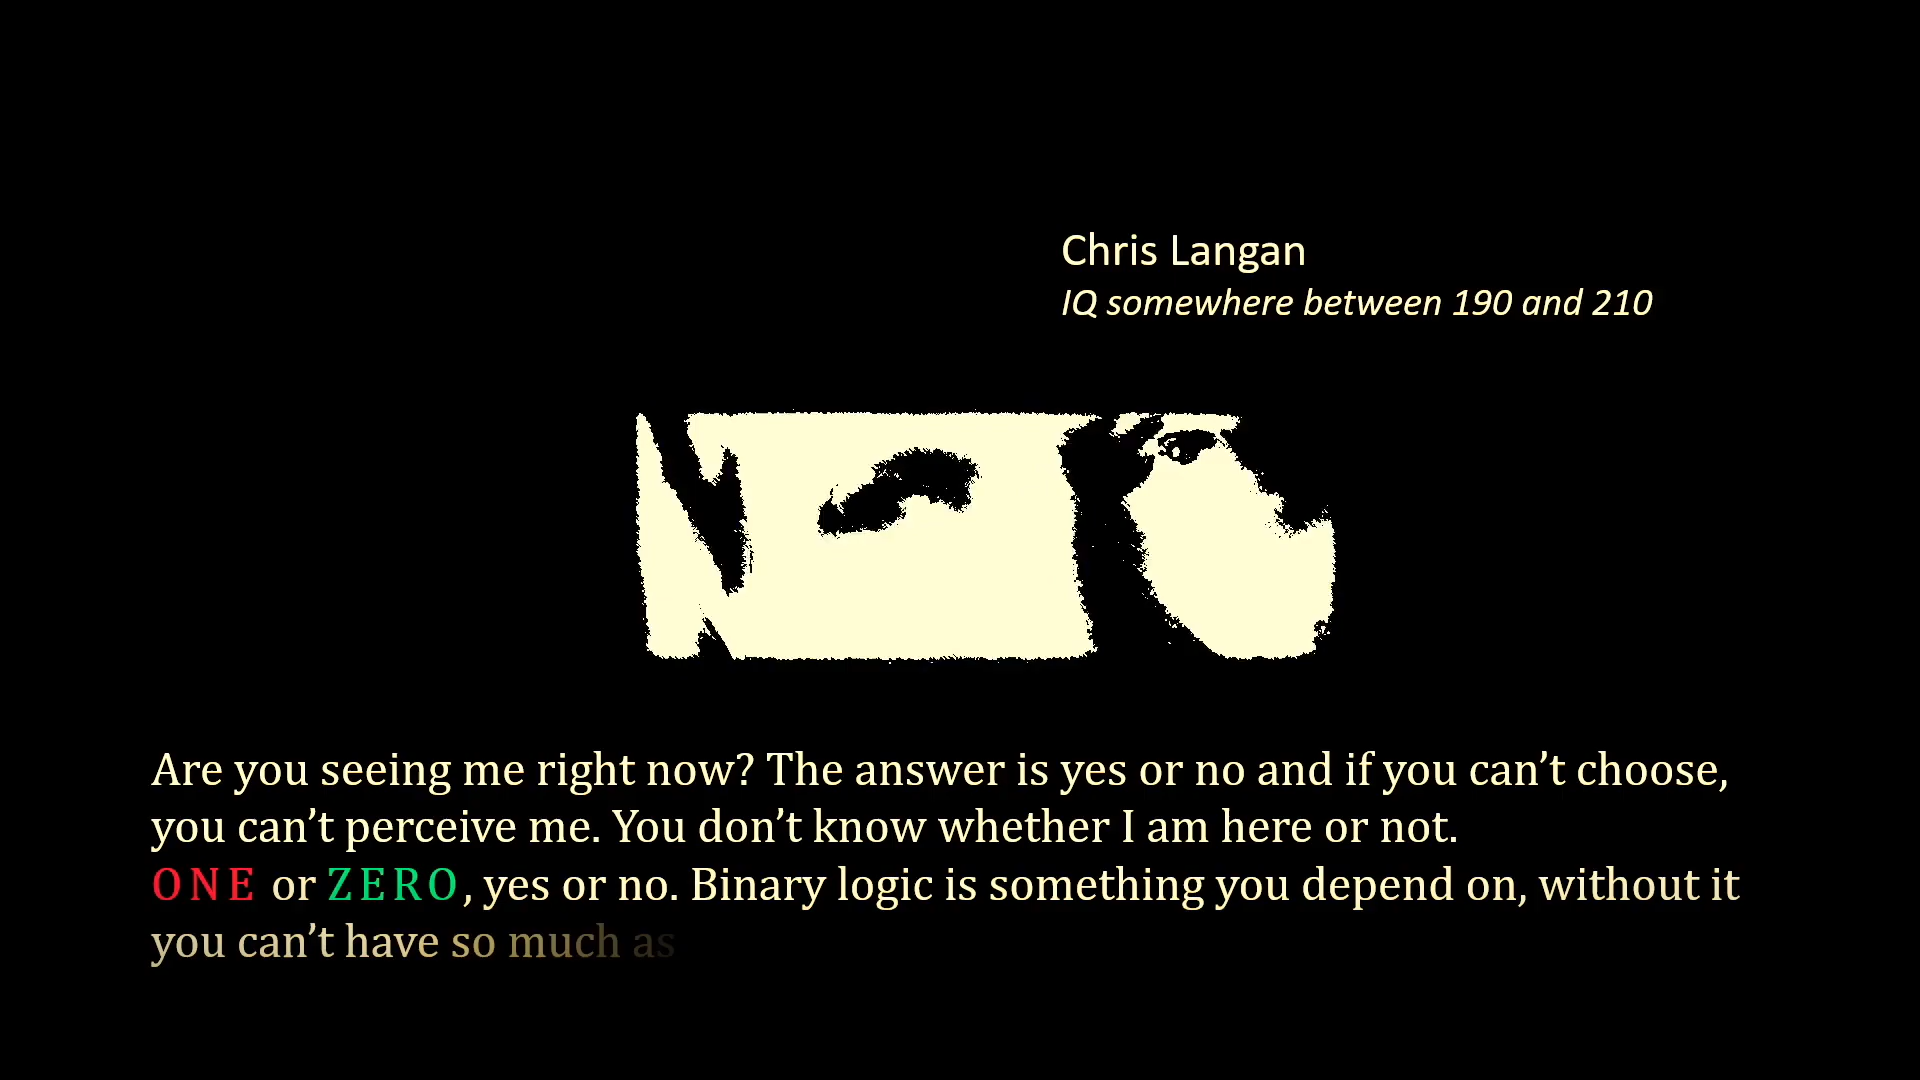 Chris Langan
IQ somewhere between 190 and 210
Are you seeing me right now? The answer is yes or no and if you can’t choose,
you can’t perceive me. You don’t know whether I am here or not.
ONE or ZERO, yes or no. Binary logic is something you depend on, without it
you can’t have so much as